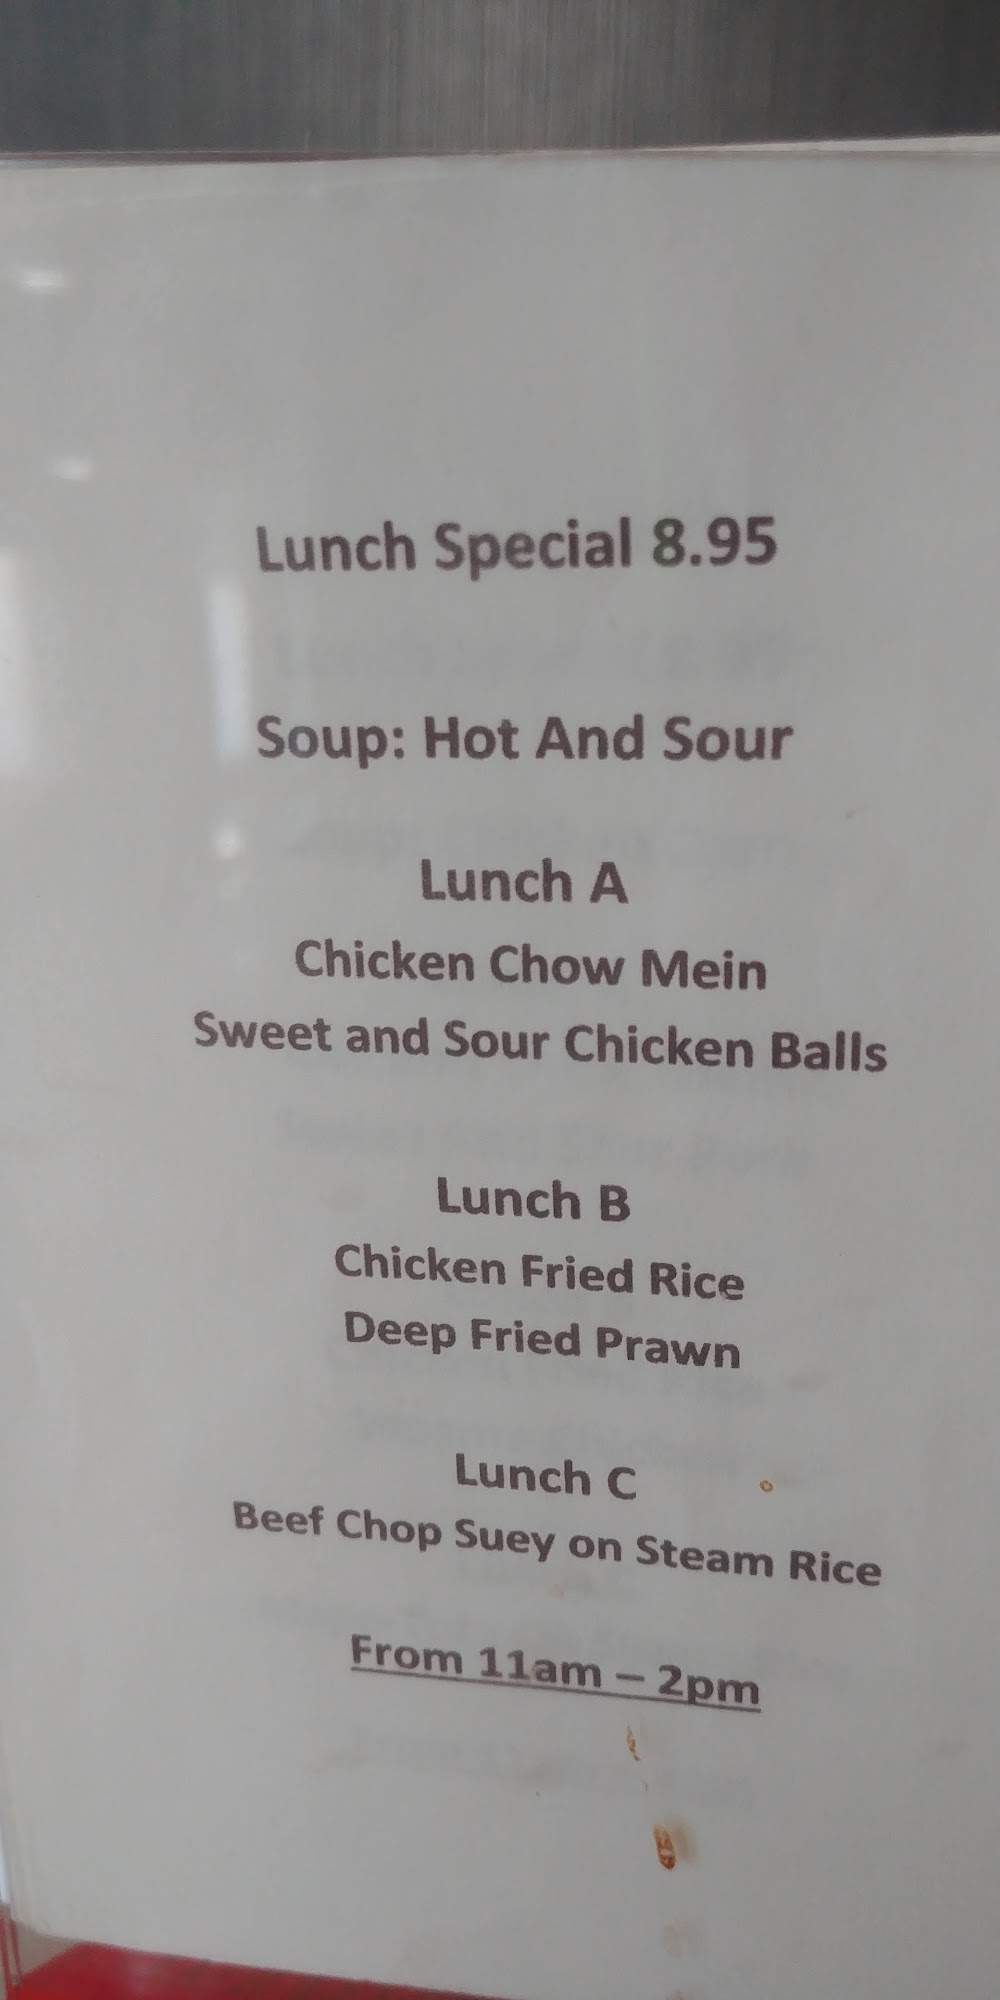 Lunch Special 8.95
Soup: Hot And Sour
Lunch A
Chicken Chow Mein
Sweet and Sour Chicken Balls
Lunch B
Chicken Fried Rice
Deep Fried Prawn
Lunch C
Beef Chop Suey on Steam Rice
From 11am – 2pm